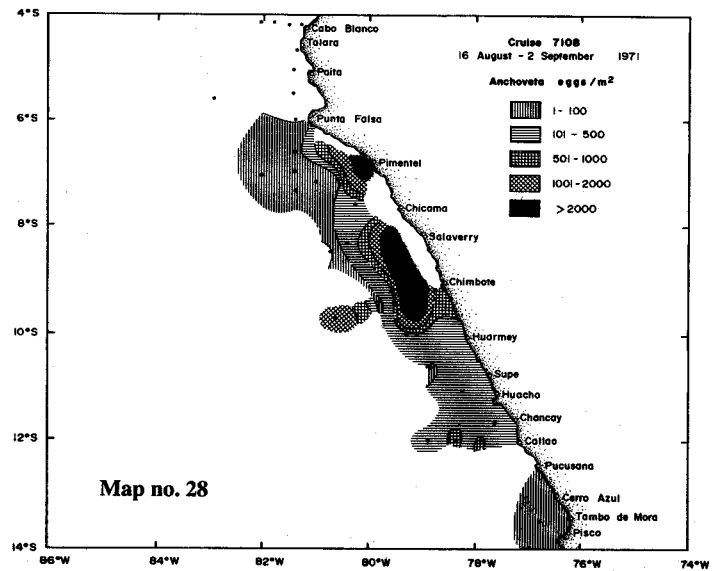 4°S
6°S
8°S
10°S
12°S
14°S
86°W
84°W
82°W
80°W
78°W
76°W
74°W
Cruise 7108
16 August - 2 September 1971
Anchoveta eggs/m²
1 - 100
101 - 500
501 - 1000
1001 - 2000
>2000
Cabo Blanco
Talara
Paita
Punta Falsa
Pimentel
Chicama
Salaverry
Chimbote
Huarmey
Supe
Huacho
Chancay
Callao
Pucusana
Cerro Azul
Tambo de Mora
Pisco
Map no. 28